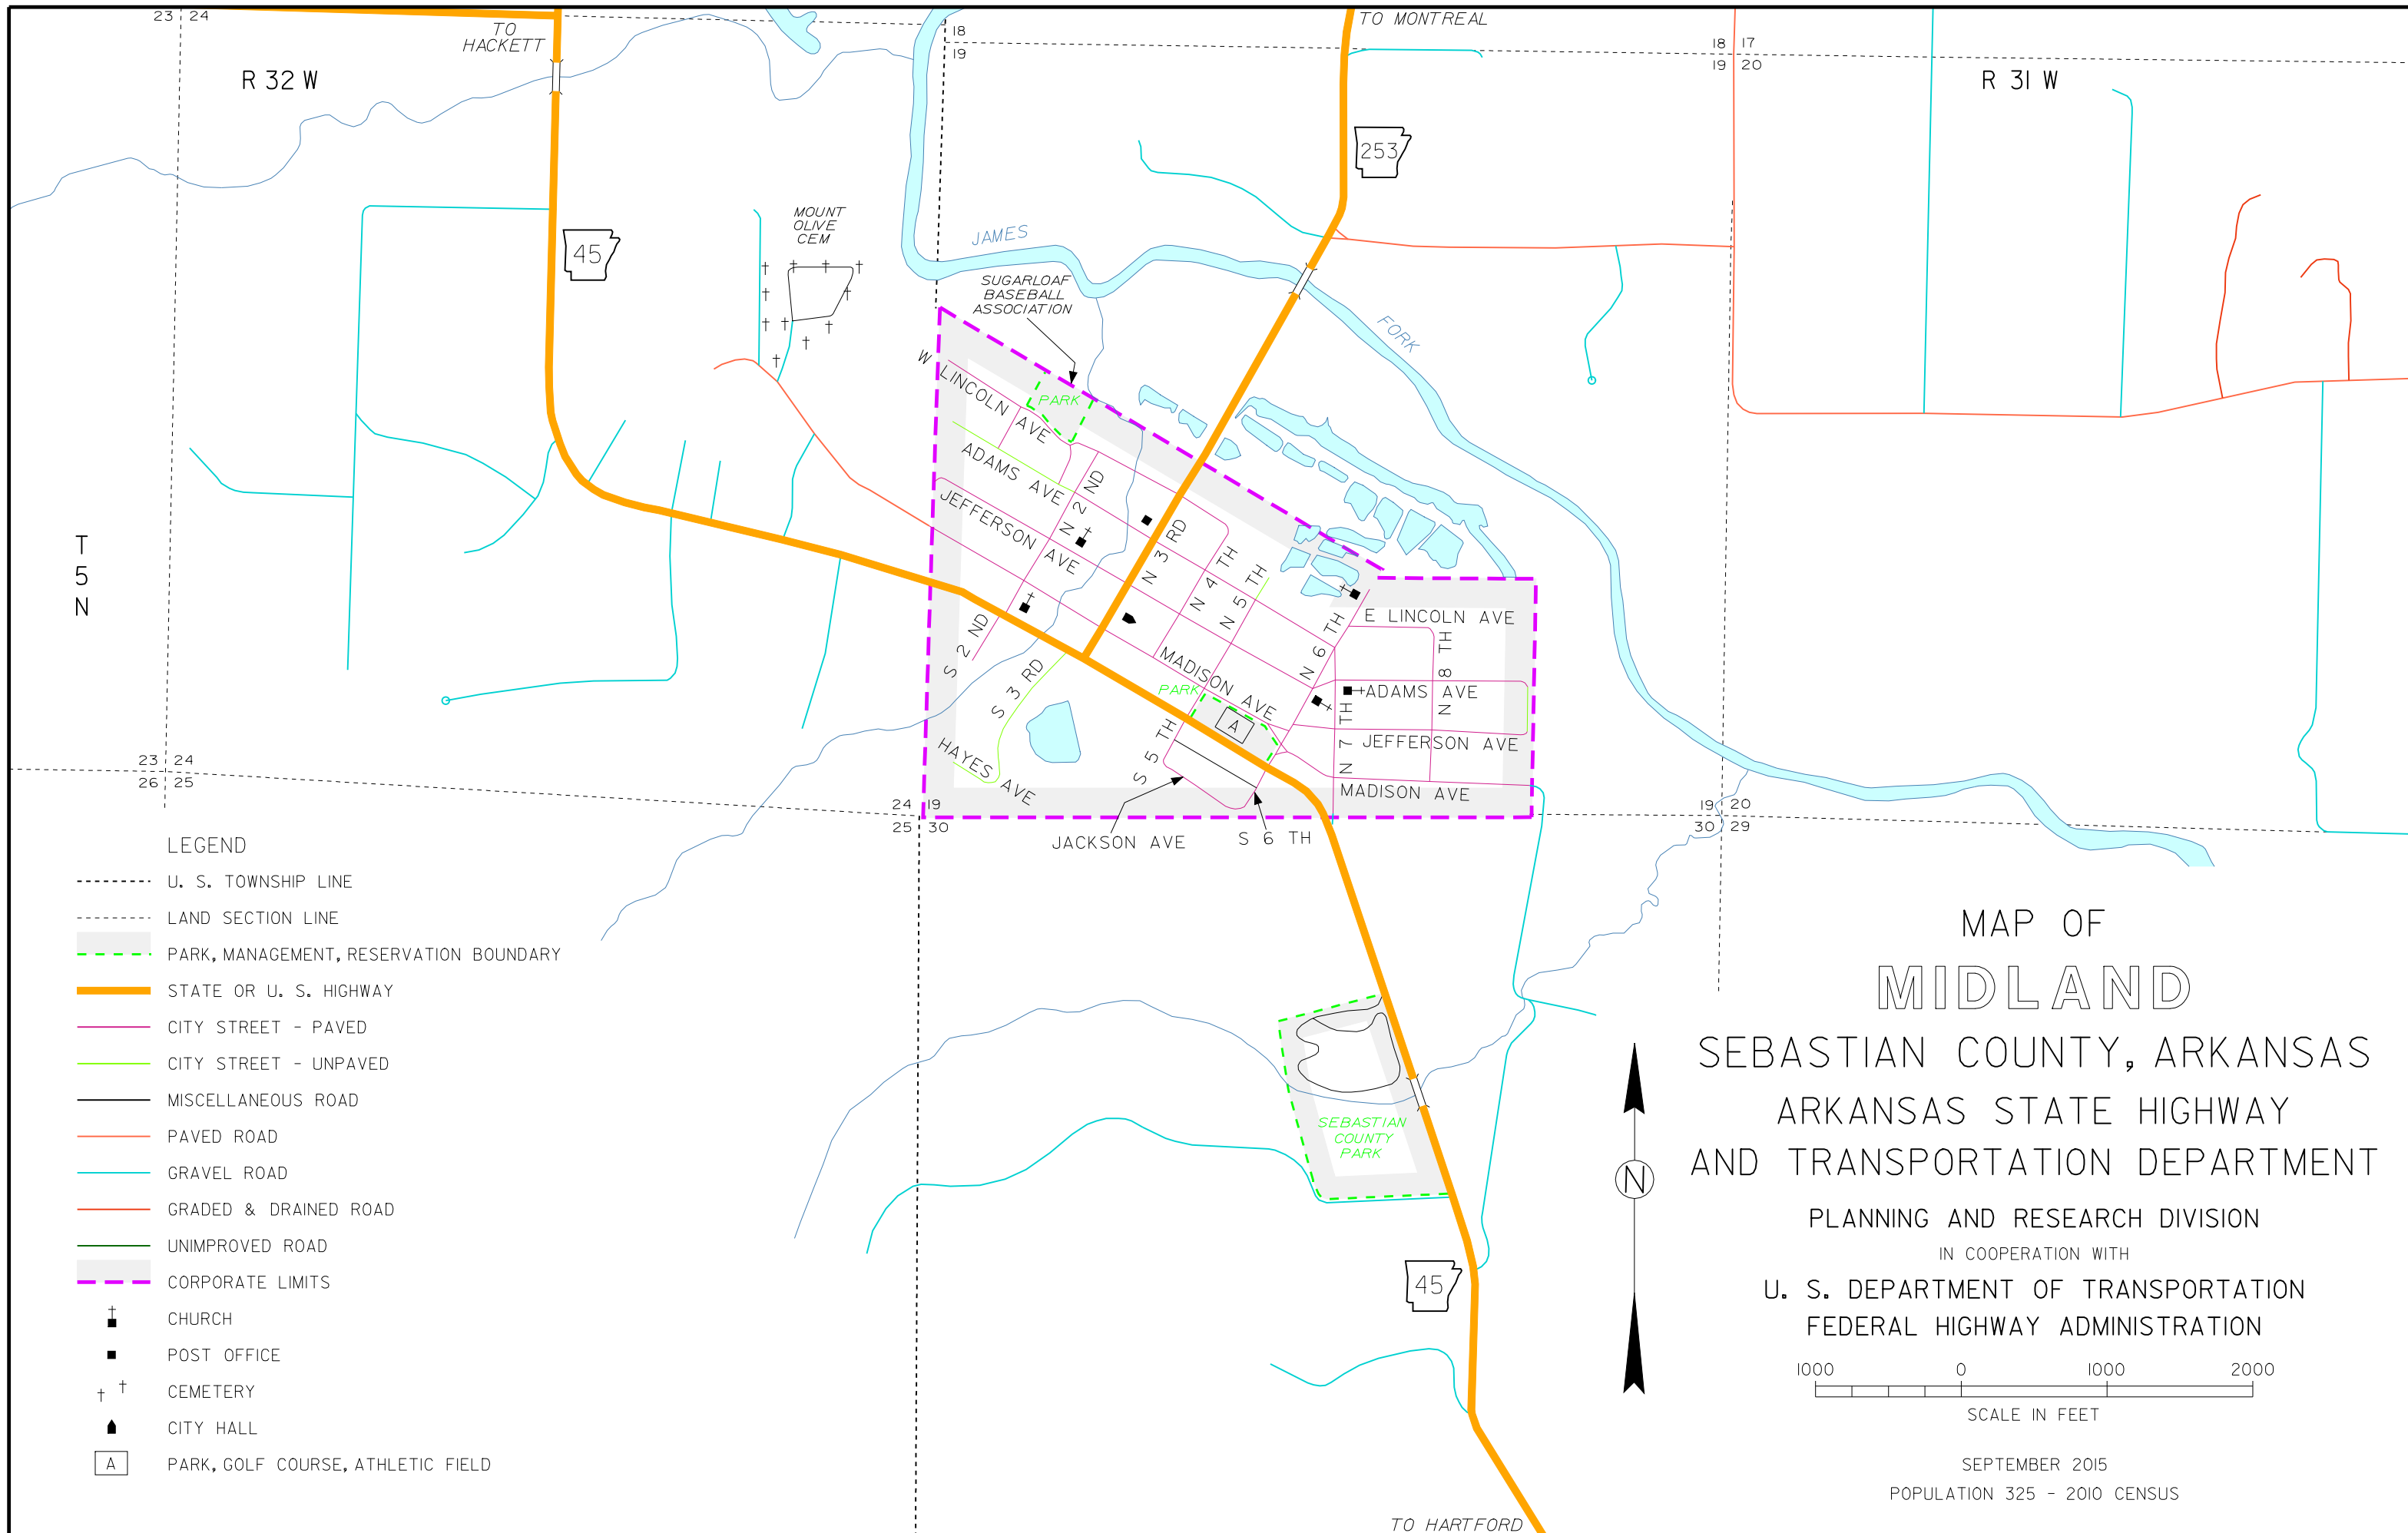 23 24
TO
HACKETT
R 32 W
18
19
TO MONTREAL
18 17
19 20
R 31 W
253
45
MOUNT
OLIVE
CEM
JAMES
FORK
SUGARLOAF
BASEBALL
ASSOCIATION
W LINCOLN AVE
PARK
ADAMS AVE
JEFFERSON AVE
N 2 ND
N 3 RD
N 4 TH
N 5 TH
N 6 TH
E LINCOLN AVE
N 8 TH
ADAMS AVE
N 7 TH
JEFFERSON AVE
MADISON AVE
MADISON AVE
PARK
A
S 2 ND
S 3 RD
HAYES AVE
S 5 TH
JACKSON AVE
S 6 TH
T
5
N
23 24
26 25
24 19
25 30
19 20
30 29
LEGEND
U. S. TOWNSHIP LINE
LAND SECTION LINE
PARK, MANAGEMENT, RESERVATION BOUNDARY
STATE OR U. S. HIGHWAY
CITY STREET - PAVED
CITY STREET - UNPAVED
MISCELLANEOUS ROAD
PAVED ROAD
GRAVEL ROAD
GRADED & DRAINED ROAD
UNIMPROVED ROAD
CORPORATE LIMITS
CHURCH
POST OFFICE
CEMETERY
CITY HALL
A PARK, GOLF COURSE, ATHLETIC FIELD
SEBASTIAN
COUNTY
PARK
45
TO HARTFORD
N
MAP OF
MIDLAND
SEBASTIAN COUNTY, ARKANSAS
ARKANSAS STATE HIGHWAY
AND TRANSPORTATION DEPARTMENT
PLANNING AND RESEARCH DIVISION
IN COOPERATION WITH
U. S. DEPARTMENT OF TRANSPORTATION
FEDERAL HIGHWAY ADMINISTRATION
1000 0 1000 2000
SCALE IN FEET
SEPTEMBER 2015
POPULATION 325 - 2010 CENSUS